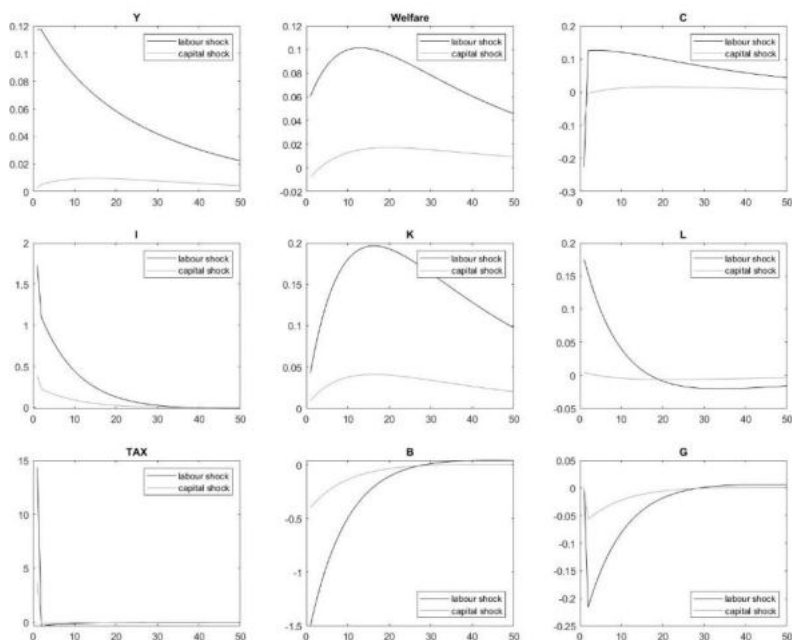 Y
0.12
0.1
0.08
0.06
0.04
0.02
0
0 10 20 30 40 50
labour shock
capital shock
Welfare
0.12
0.1
0.08
0.06
0.04
0.02
0
-0.02
0 10 20 30 40 50
labour shock
capital shock
C
0.2
0.1
0
-0.1
-0.2
-0.3
0 10 20 30 40 50
labour shock
capital shock
I
2
1.5
1
0.5
0
0 10 20 30 40 50
labour shock
capital shock
K
0.2
0.15
0.1
0.05
0
0 10 20 30 40 50
labour shock
capital shock
L
0.2
0.15
0.1
0.05
0
-0.05
0 10 20 30 40 50
labour shock
capital shock
TAX
15
10
5
0
0 10 20 30 40 50
labour shock
capital shock
B
0
-0.5
-1
-1.5
0 10 20 30 40 50
labour shock
capital shock
G
0.05
0
-0.05
-0.1
-0.15
-0.2
-0.25
0 10 20 30 40 50
labour shock
capital shock